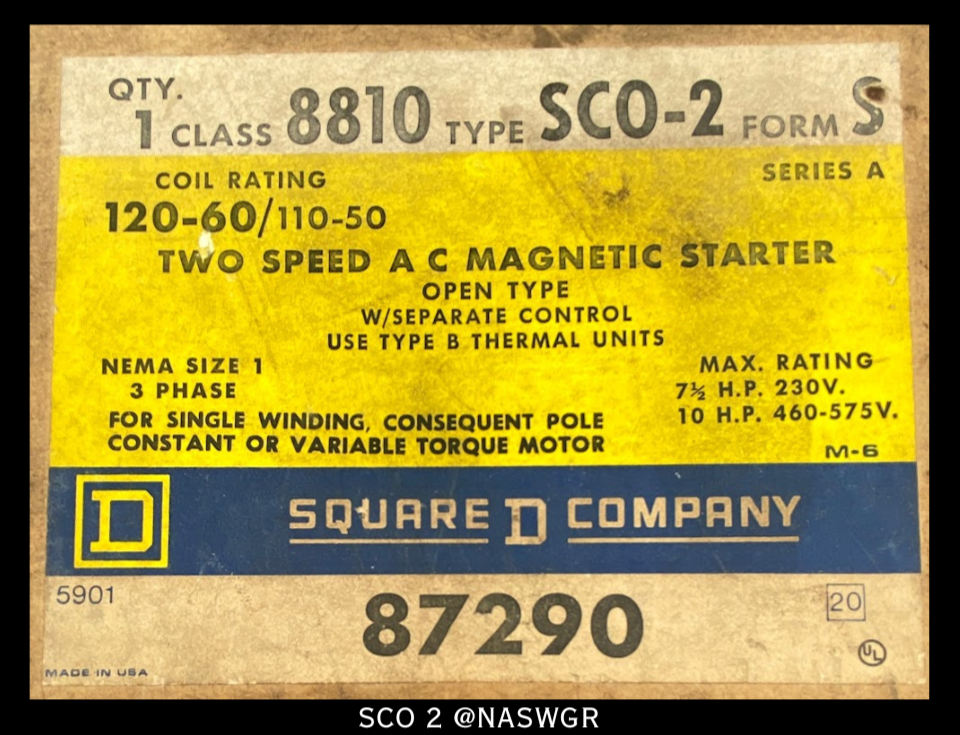 QTY.
1 CLASS 8810 TYPE SCO-2 FORM S
COIL RATING
SERIES A
120-60/110-50
TWO SPEED A C MAGNETIC STARTER
OPEN TYPE
W/SEPARATE CONTROL
USE TYPE B THERMAL UNITS
NEMA SIZE 1
3 PHASE
MAX. RATING
7½ H.P. 230V.
10 H.P. 460-575V.
FOR SINGLE WINDING, CONSEQUENT POLE
CONSTANT OR VARIABLE TORQUE MOTOR
M-6
D
SQUARE D COMPANY
5901
87290
20
UL
MADE IN USA
SCO 2 @NASWGR